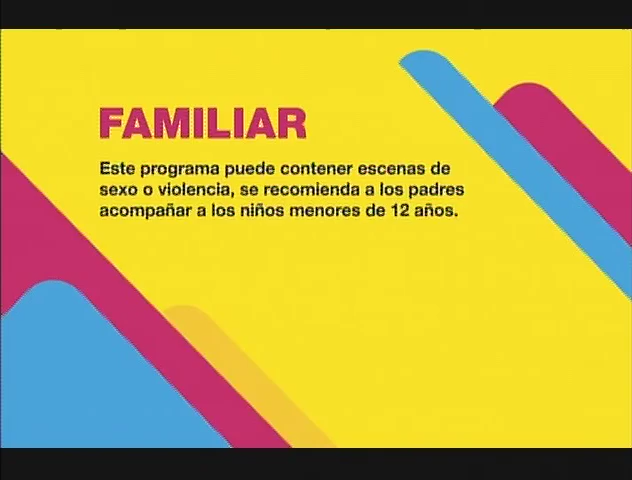 FAMILIAR
Este programa puede contener escenas de
sexo o violencia, se recomienda a los padres
acompañar a los niños menores de 12 años.